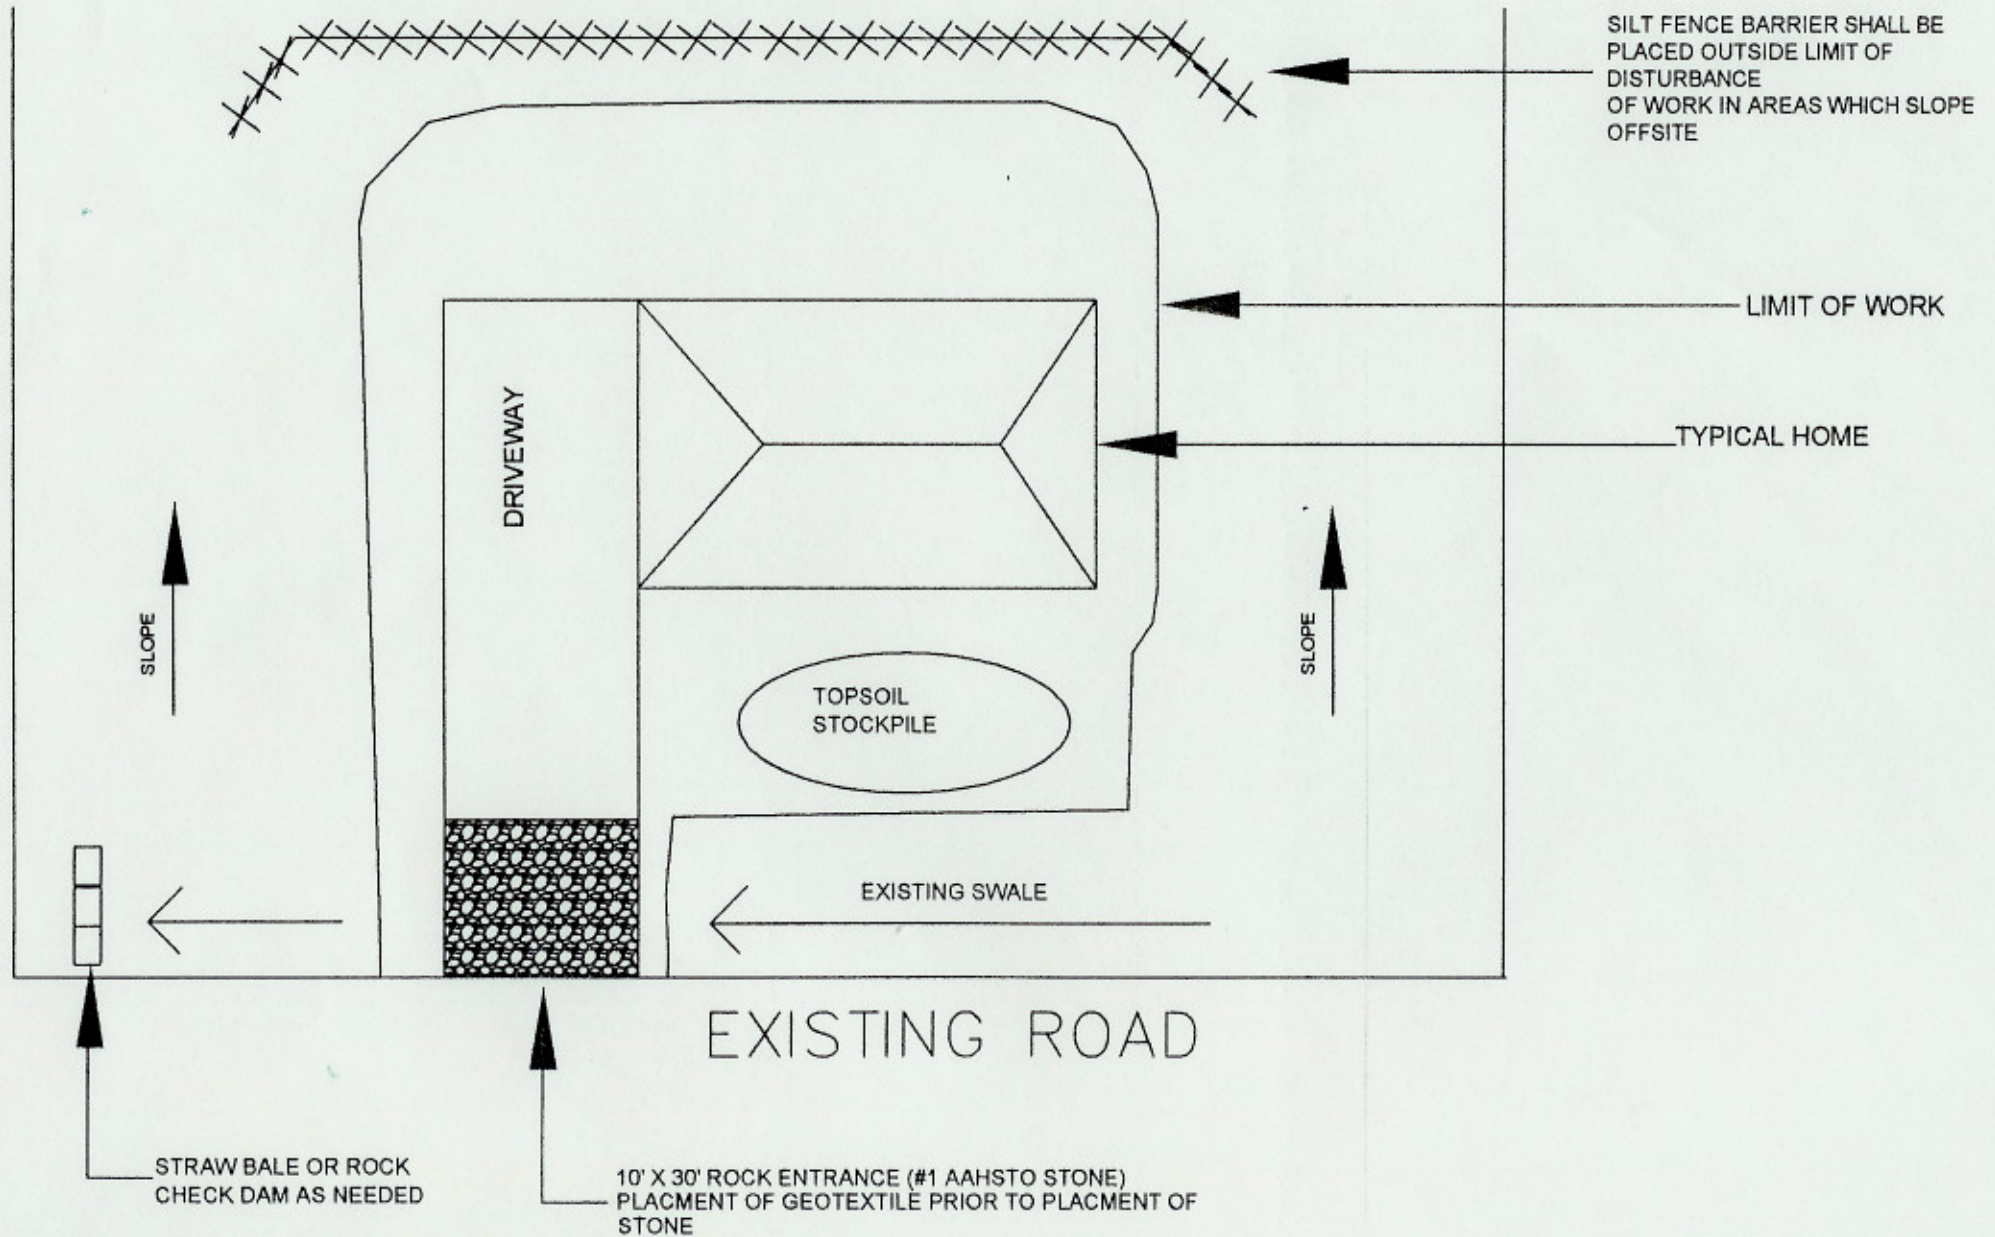 SILT FENCE BARRIER SHALL BE
PLACED OUTSIDE LIMIT OF
DISTURBANCE
OF WORK IN AREAS WHICH SLOPE
OFFSITE
LIMIT OF WORK
TYPICAL HOME
DRIVEWAY
SLOPE
SLOPE
TOPSOIL
STOCKPILE
EXISTING SWALE
EXISTING ROAD
STRAW BALE OR ROCK
CHECK DAM AS NEEDED
10' X 30' ROCK ENTRANCE (#1 AAHSTO STONE)
PLACMENT OF GEOTEXTILE PRIOR TO PLACMENT OF
STONE